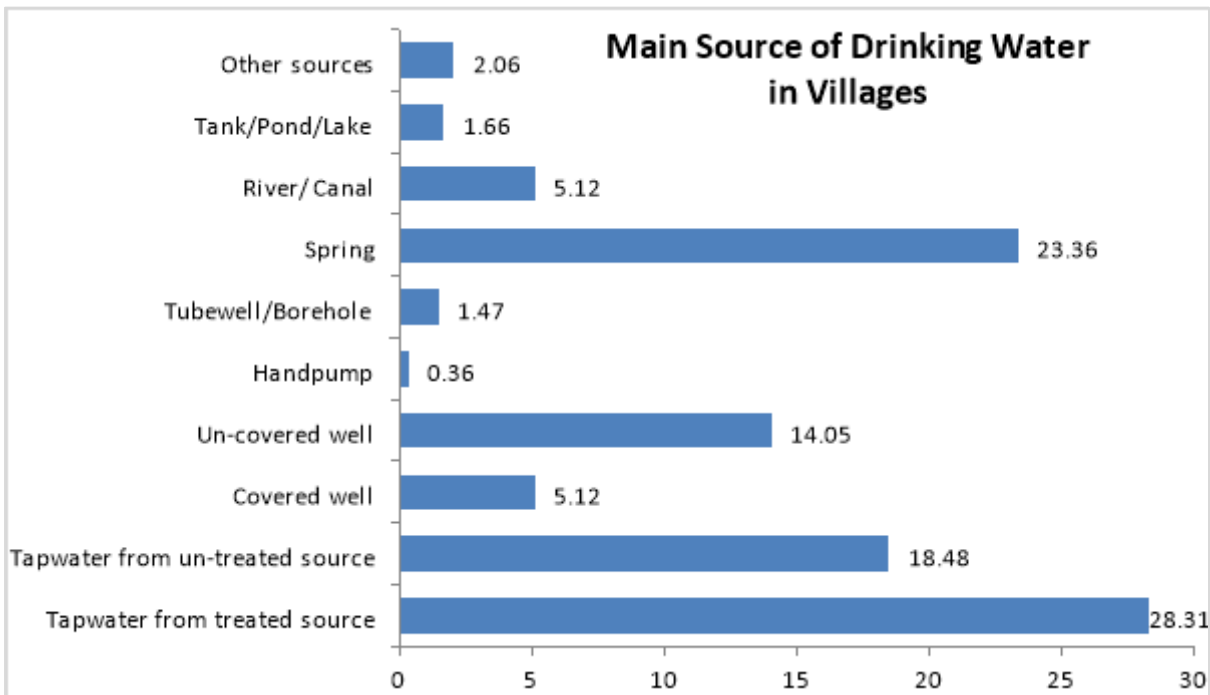 Main Source of Drinking Water
in Villages
Other sources 2.06
Tank/Pond/Lake 1.66
River/ Canal 5.12
Spring 23.36
Tubewell/Borehole 1.47
Handpump 0.36
Un-covered well 14.05
Covered well 5.12
Tapwater from un-treated source 18.48
Tapwater from treated source 28.31
0 5 10 15 20 25 30